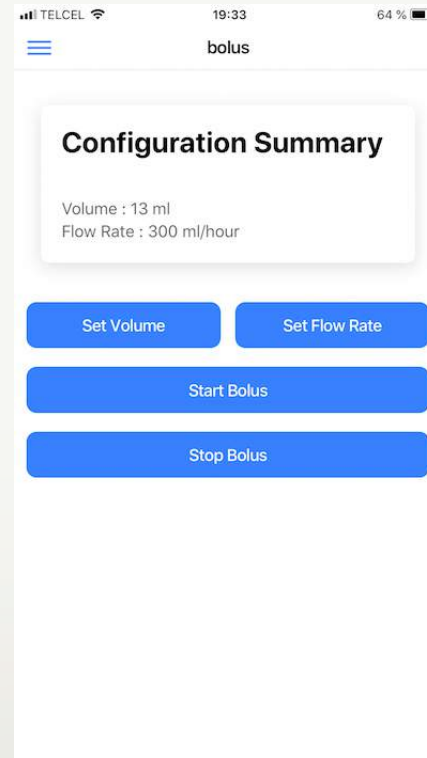 TELCEL 19:33 64 %
bolus
Configuration Summary
Volume : 13 ml
Flow Rate : 300 ml/hour
Set Volume Set Flow Rate
Start Bolus
Stop Bolus